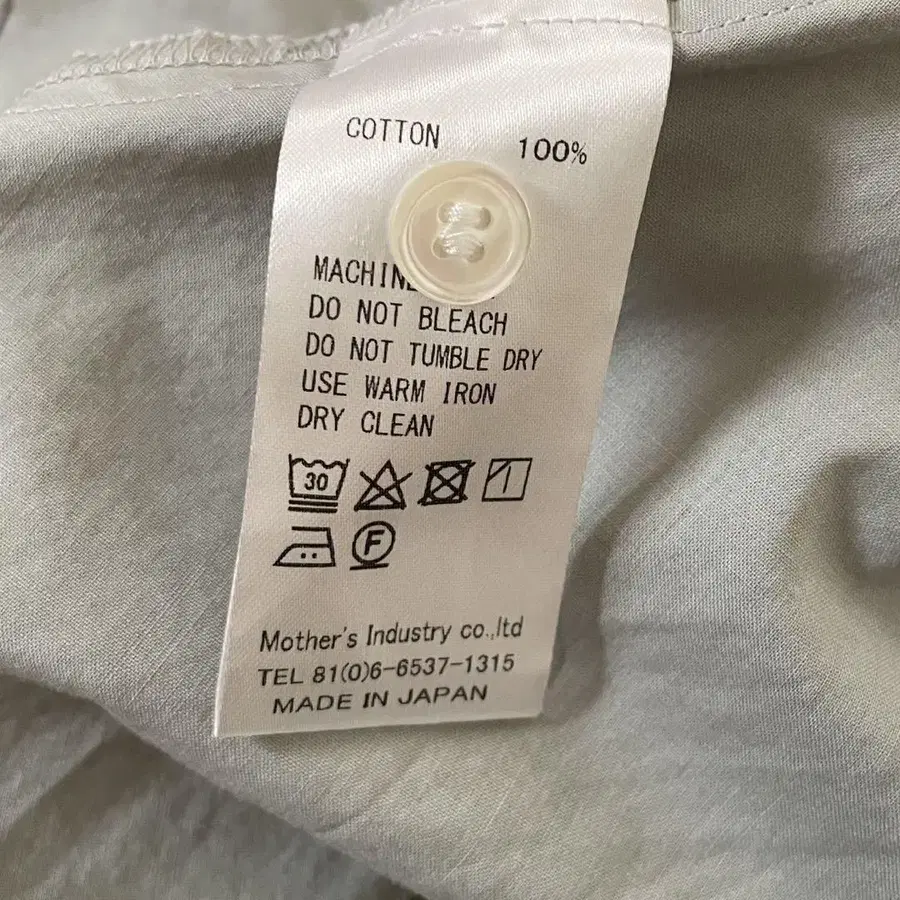 COTTON 100%
MACHINE
DO NOT BLEACH
DO NOT TUMBLE DRY
USE WARM IRON
DRY CLEAN
30
F
Mother's Industry co.,ltd
TEL 81(0)6-6537-1315
MADE IN JAPAN